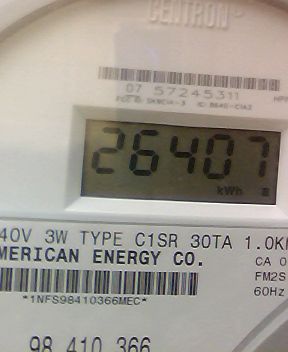 CENTRON
07 57245311
26407
kWh
40V 3W TYPE C1SR 30TA 1.0K
MERICAN ENERGY CO.
CA 0
FM2S
*1NFS98410366MEC*
60Hz
98 410 366